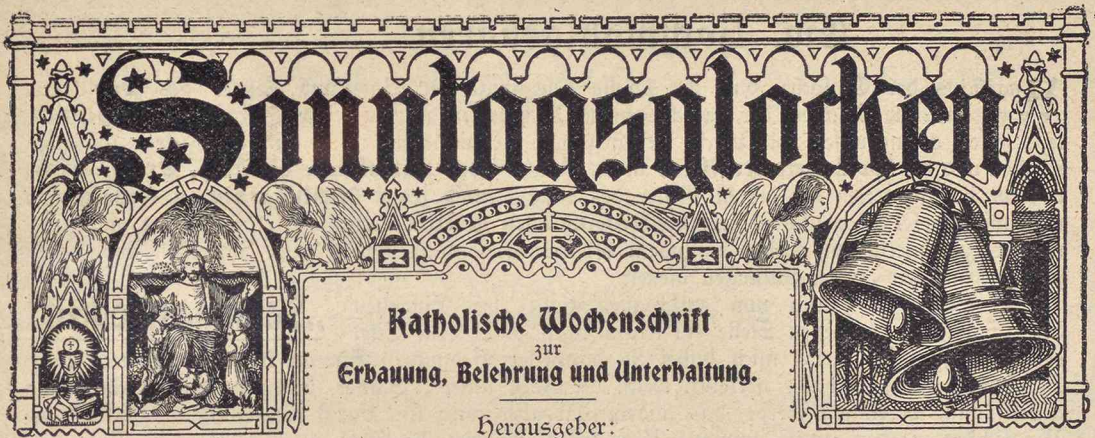 Sonntagsglocken
Katholische Wochenschrift
zur
Erbauung, Belehrung und Unterhaltung.
Herausgeber: